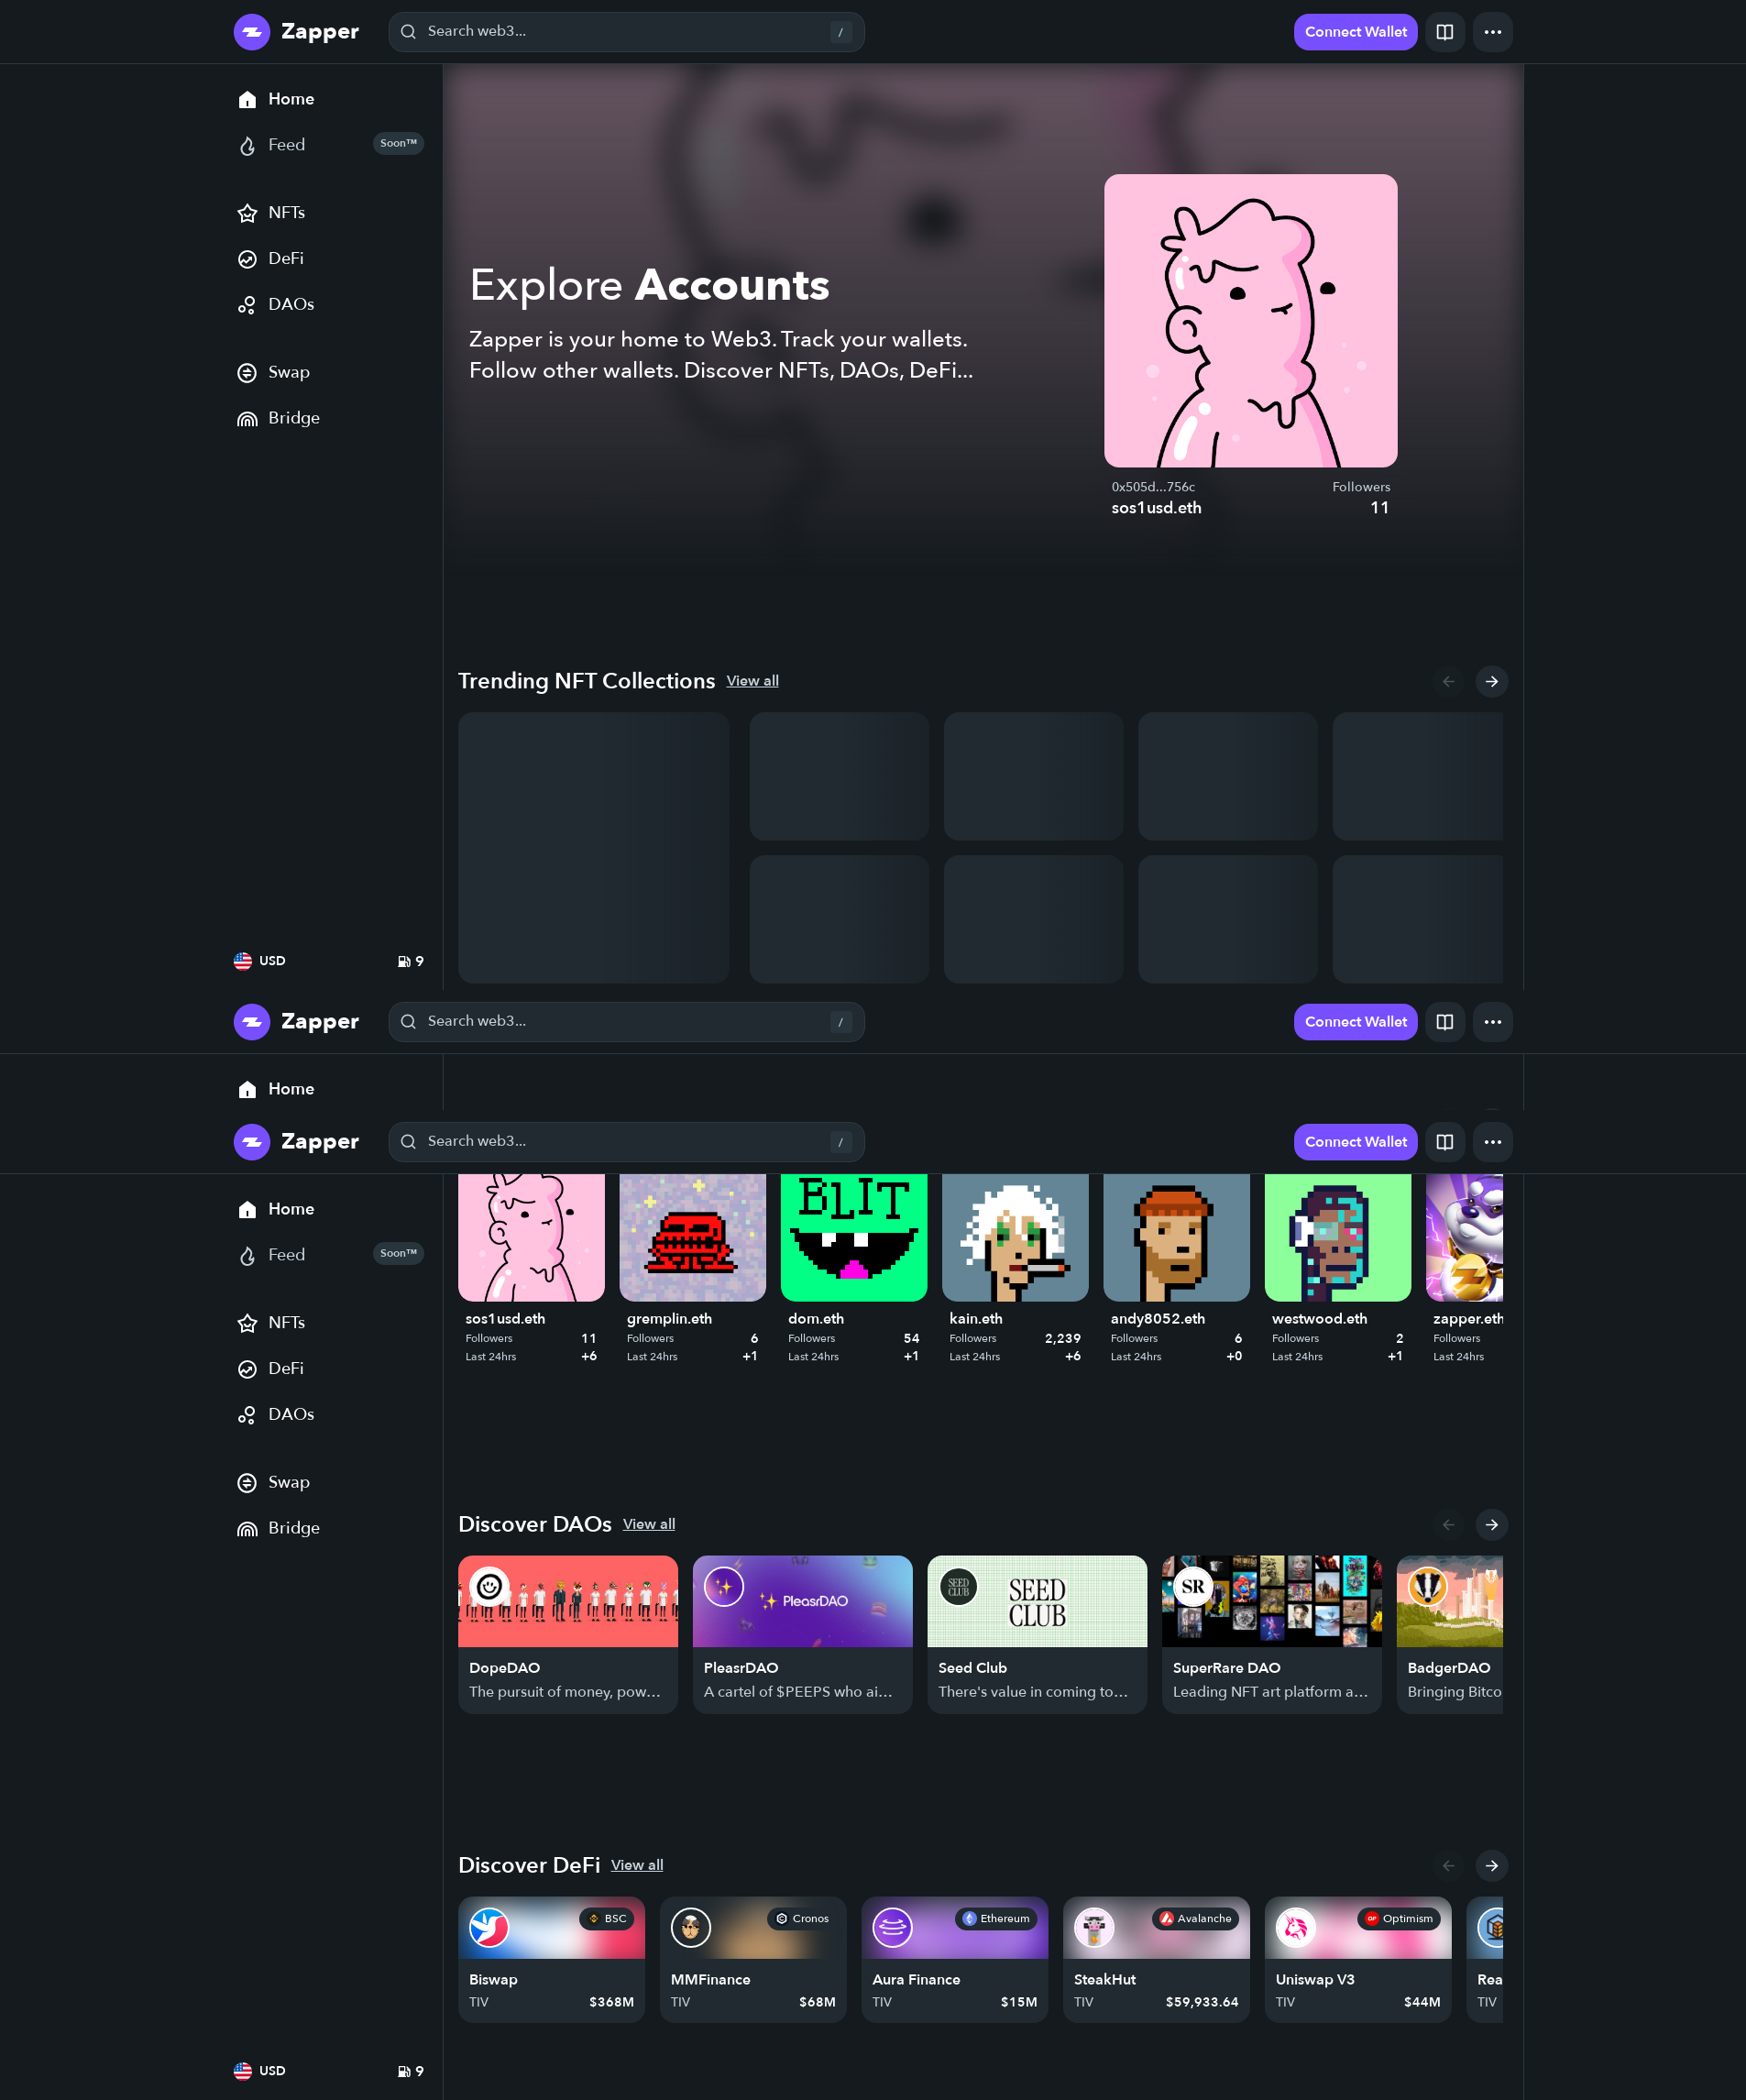 Zapper
Search web3...
/
Connect Wallet
Home
Feed
Soon™
NFTs
DeFi
DAOs
Swap
Bridge
Explore Accounts
Zapper is your home to Web3. Track your wallets.
Follow other wallets. Discover NFTs, DAOs, DeFi...
0x505d...756c
Followers
sos1usd.eth
11
Trending NFT Collections
View all
USD
9
Zapper
Search web3...
/
Connect Wallet
Home
Zapper
Search web3...
/
Connect Wallet
Home
Feed
Soon™
NFTs
DeFi
DAOs
Swap
Bridge
BLIT
sos1usd.eth
Followers 11
Last 24hrs +6
gremplin.eth
Followers 6
Last 24hrs +1
dom.eth
Followers 54
Last 24hrs +1
kain.eth
Followers 2,239
Last 24hrs +6
andy8052.eth
Followers 6
Last 24hrs +0
westwood.eth
Followers 2
Last 24hrs +1
zapper.eth
Followers
Last 24hrs
Discover DAOs
View all
DopeDAO
The pursuit of money, pow...
PleasrDAO
PleasrDAO
A cartel of $PEEPS who ai...
SEED
CLUB
SEED
CLUB
Seed Club
There's value in coming to...
SR
SuperRare DAO
Leading NFT art platform a...
BadgerDAO
Bringing Bitco
Discover DeFi
View all
BSC
Biswap
TIV $368M
Cronos
MMFinance
TIV $68M
Ethereum
Aura Finance
TIV $15M
Avalanche
SteakHut
TIV $59,933.64
OP
Optimism
Uniswap V3
TIV $44M
Rea
TIV
USD
9